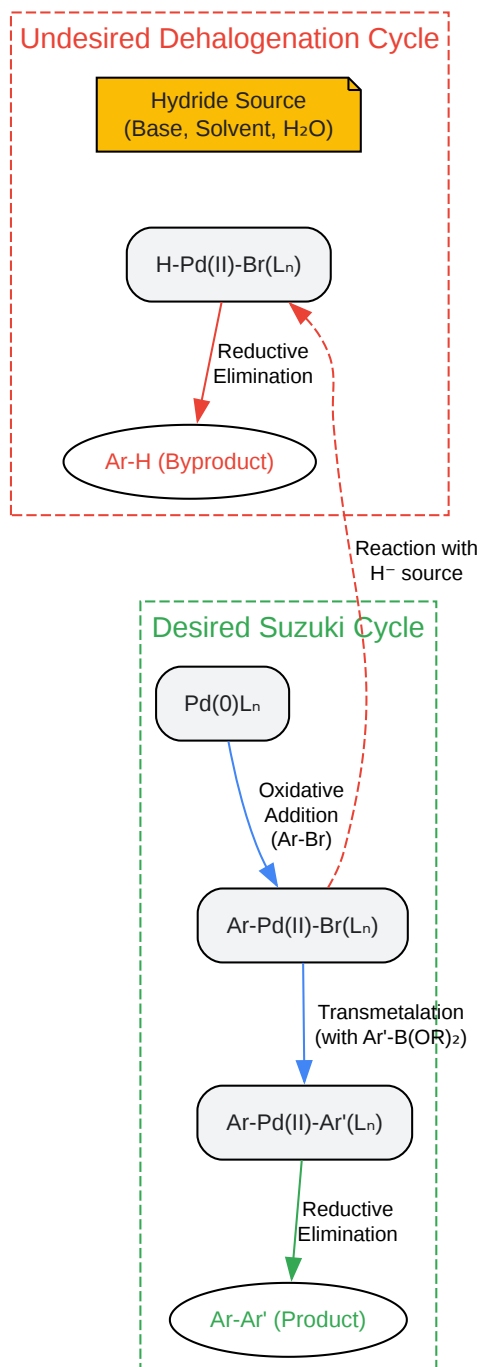 Undesired Dehalogenation Cycle
Hydride Source
(Base, Solvent, H₂O)
H-Pd(II)-Br(Lₙ)
Reductive
Elimination
Ar-H (Byproduct)
Reaction with
H⁻ source
Desired Suzuki Cycle
Pd(0)Lₙ
Oxidative
Addition
(Ar-Br)
Ar-Pd(II)-Br(Lₙ)
Transmetalation
(with Ar'-B(OR)₂)
Ar-Pd(II)-Ar'(Lₙ)
Reductive
Elimination
Ar-Ar' (Product)